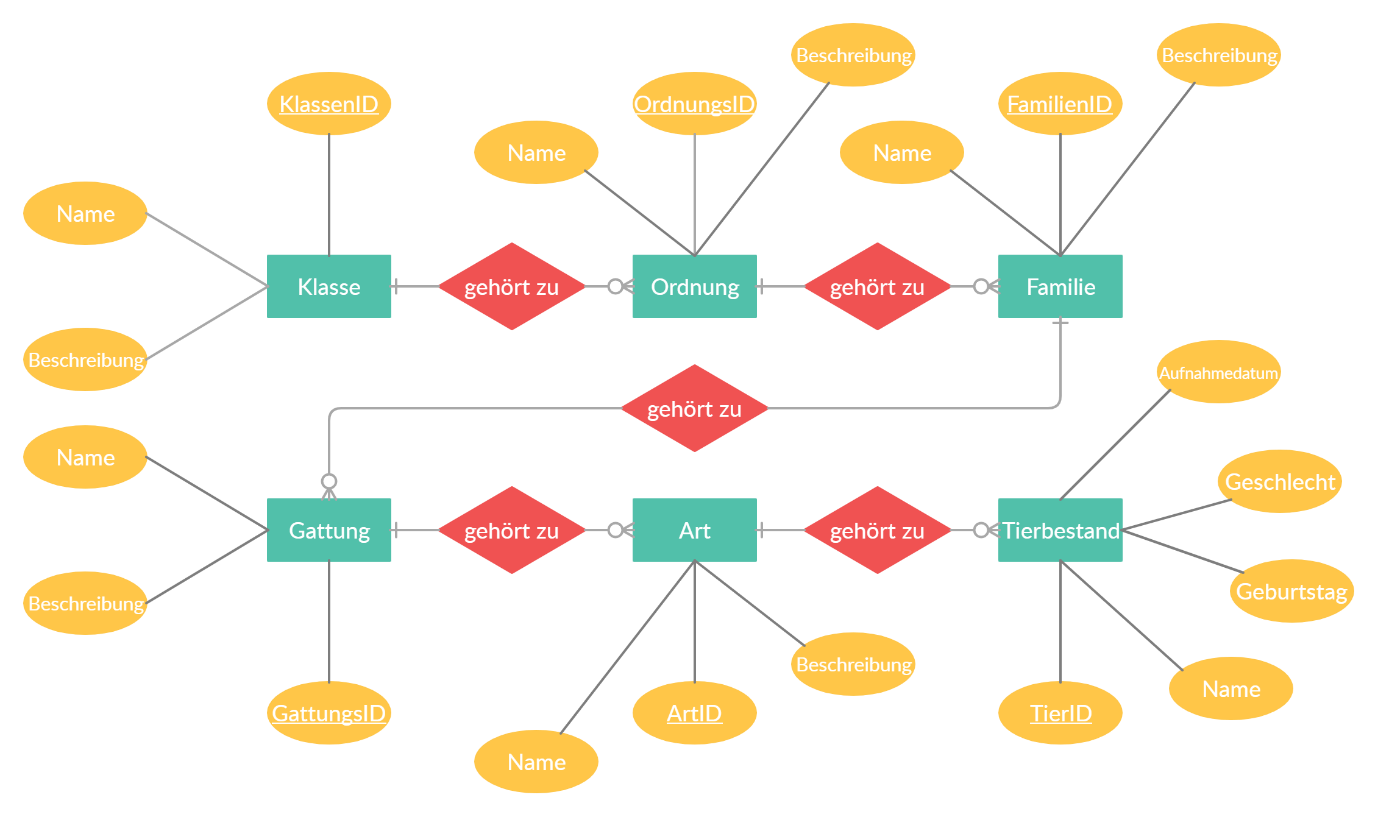 Beschreibung
Beschreibung
KlassenID
OrdnungsID
FamilienID
Name
Name
Name
Klasse
gehört zu
Ordnung
gehört zu
Familie
Beschreibung
Aufnahmedatum
gehört zu
Name
Geschlecht
Gattung
gehört zu
Art
gehört zu
Tierbestand
Geburtstag
Beschreibung
Beschreibung
Name
GattungsID
ArtID
TierID
Name